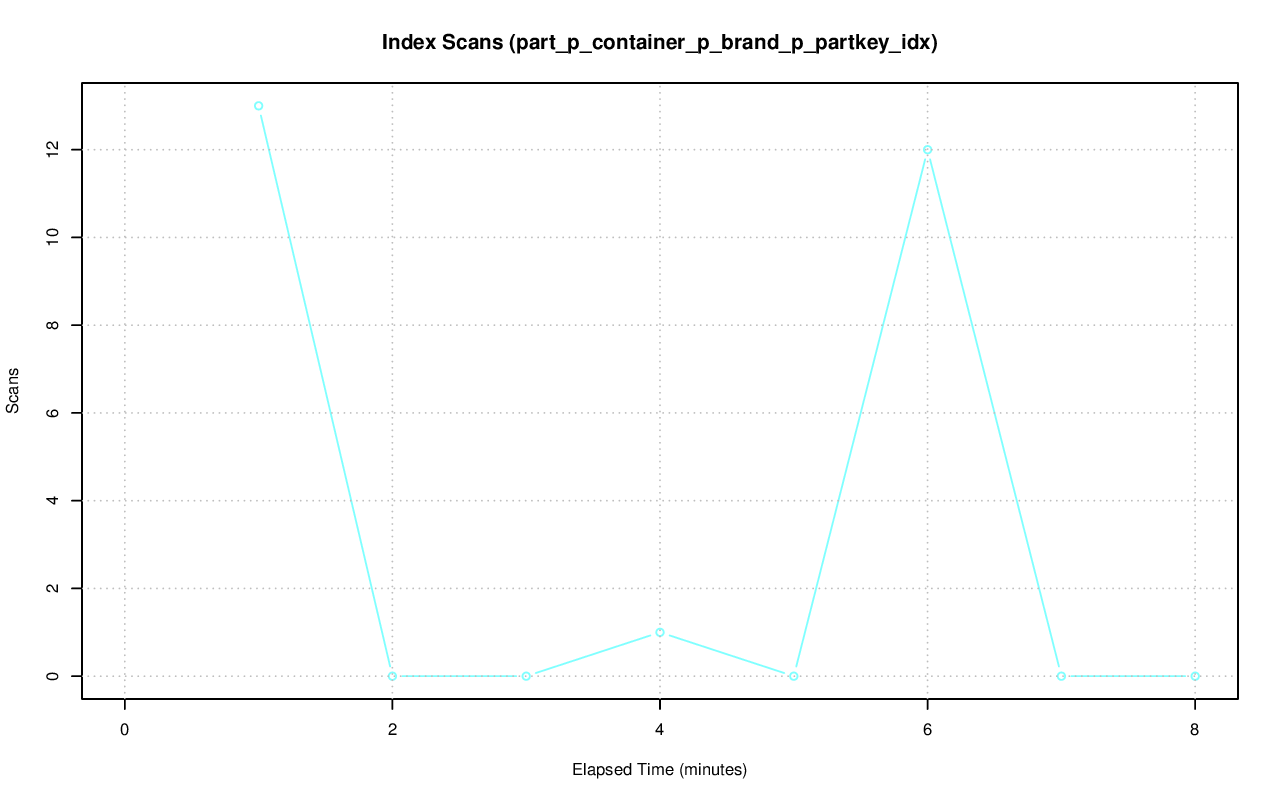 Index Scans (part_p_container_p_brand_p_partkey_idx)
Scans
12
10
8
6
4
2
0
0 2 4 6 8
Elapsed Time (minutes)